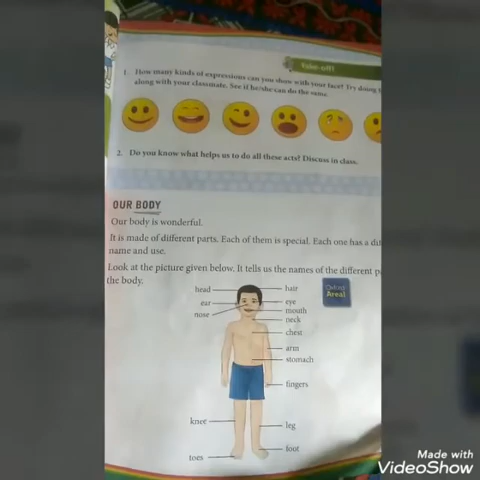 Take-off!
1. How many kinds of expressions can you show with your face? Try doing
along with your classmate. See if he/she can do the same.
2. Do you know what helps us to do all these acts? Discuss in class.
OUR BODY
Our body is wonderful.
It is made of different parts. Each of them is special. Each one has a
name and use.
Look at the picture given below. It tells us the names of the different
the body.
head
hair
ear
eye
nose
mouth
neck
Oxford
Areal
chest
arm
stomach
fingers
knee
leg
foot
toes
Made with
VideoShow